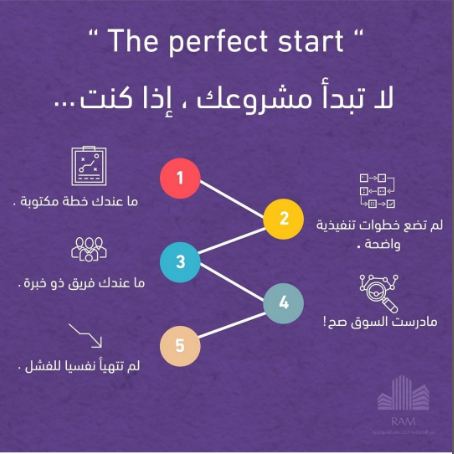 “ The perfect start “
لا تبدأ مشروعك ، إذا كنت...
1
ما عندك خطة مكتوبة .
2
لم تضع خطوات تنفيذية
واضحة .
3
ما عندك فريق ذو خبرة .
4
مادرست السوق صح!
5
لم تتهيأ نفسيا للفشل .
RAM